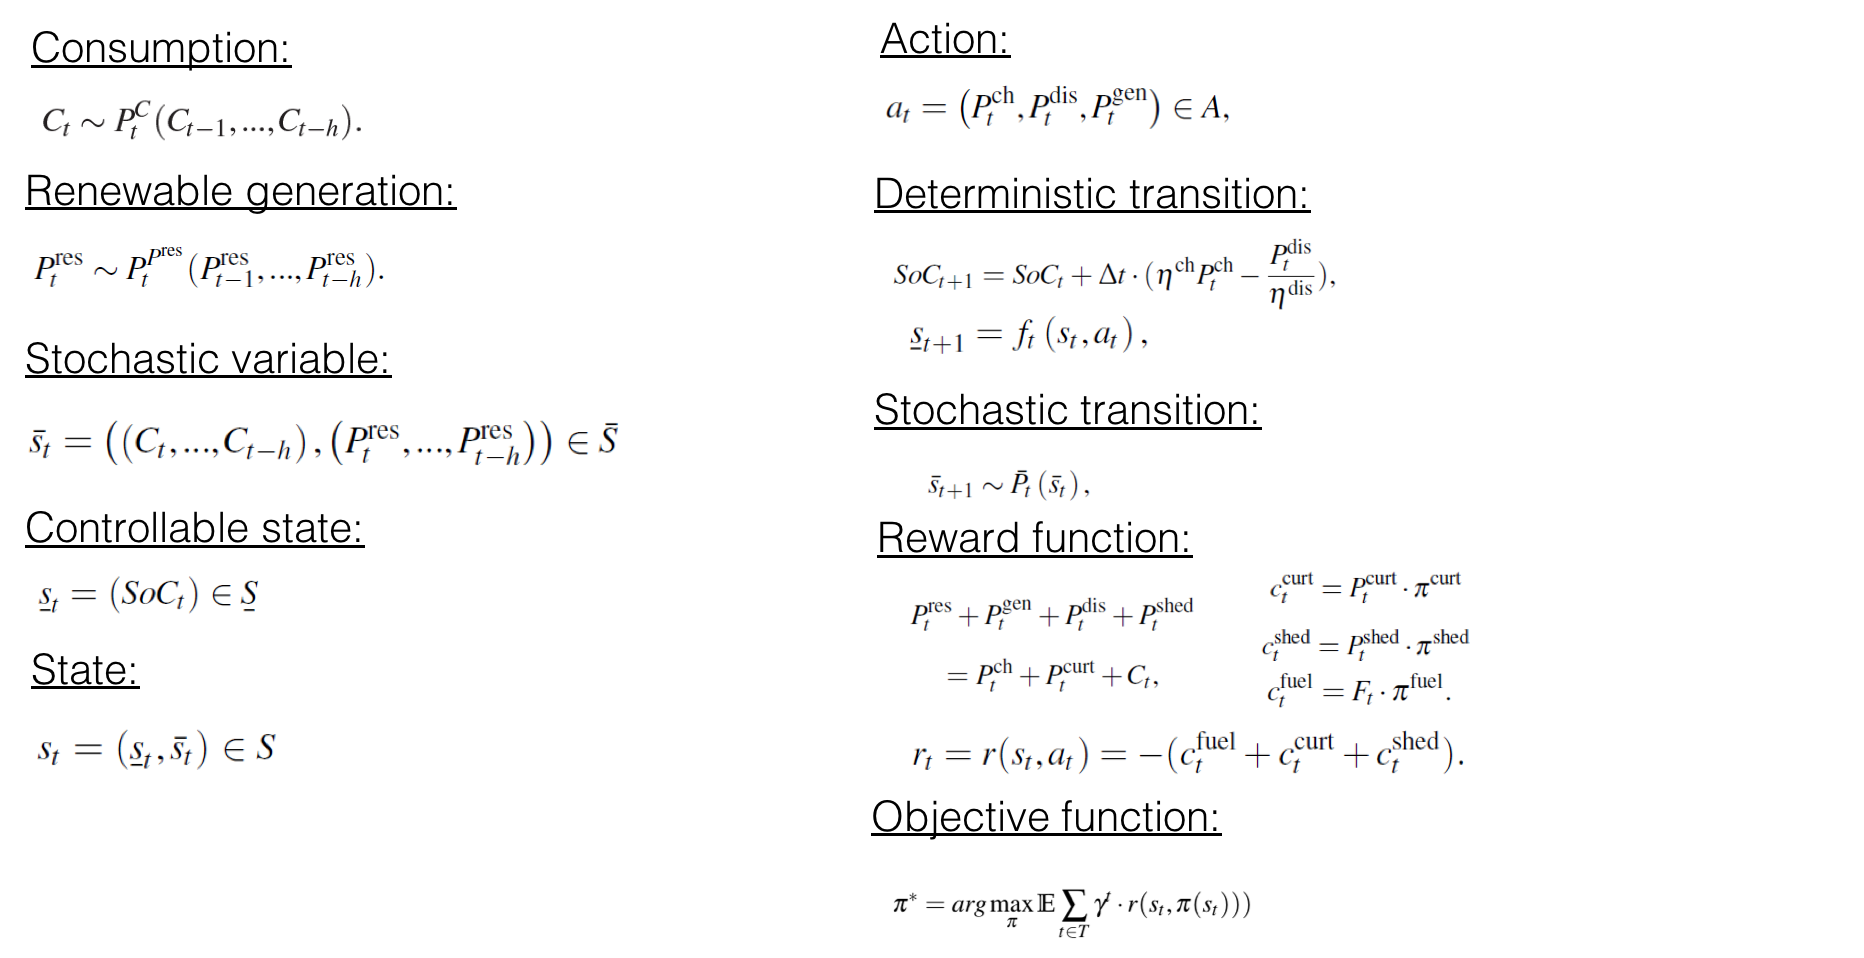 Consumption:
C_t ∼ P_t^C (C_{t−1},...,C_{t−h}).
Renewable generation:
P_t^{res} ∼ P_t^{P^{res}} (P_{t−1}^{res},...,P_{t−h}^{res}).
Stochastic variable:
s̄_t = ((C_t,...,C_{t−h}),(P_t^{res},...,P_{t−h}^{res})) ∈ S̄
Controllable state:
s̲_t = (SoC_t) ∈ S̲
State:
s_t = (s̲_t, s̄_t) ∈ S
Action:
a_t = (P_t^{ch}, P_t^{dis}, P_t^{gen}) ∈ A,
Deterministic transition:
SoC_{t+1} = SoC_t + Δt · (η^{ch} P_t^{ch} − \frac{P_t^{dis}}{η^{dis}}),
s̲_{t+1} = f_t (s_t, a_t),
Stochastic transition:
s̄_{t+1} ∼ P̄_t (s̄_t),
Reward function:
P_t^{res} + P_t^{gen} + P_t^{dis} + P_t^{shed}
= P_t^{ch} + P_t^{curt} + C_t,
c_t^{curt} = P_t^{curt} · π^{curt}
c_t^{shed} = P_t^{shed} · π^{shed}
c_t^{fuel} = F_t · π^{fuel}.
r_t = r(s_t, a_t) = −(c_t^{fuel} + c_t^{curt} + c_t^{shed}).
Objective function:
π* = arg max_π 𝔼 ∑_{t∈T} γ^t · r(s_t, π(s_t)))